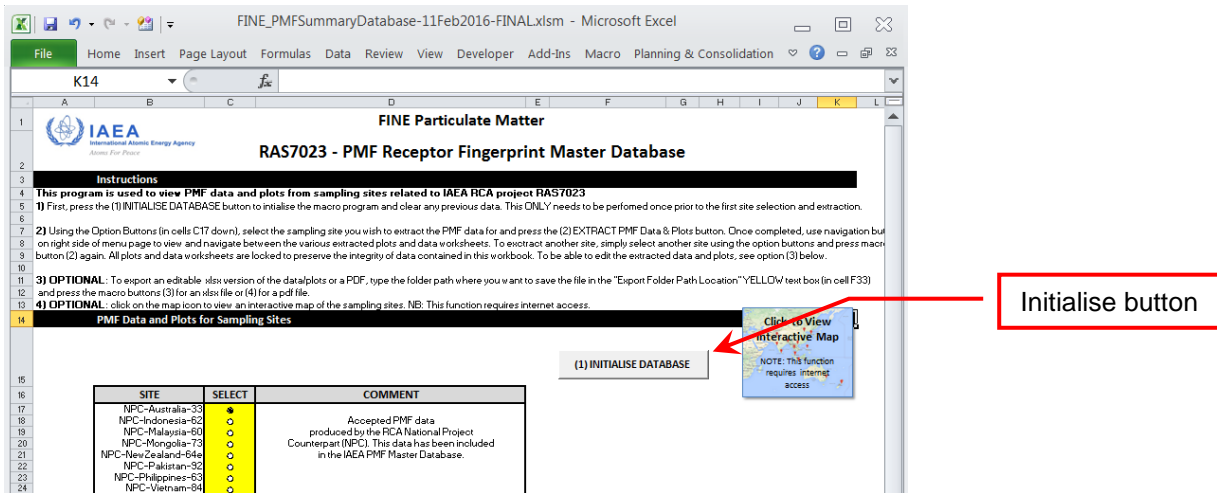 FINE_PMFSummaryDatabase-11Feb2016-FINAL.xlsm - Microsoft Excel
File Home Insert Page Layout Formulas Data Review View Developer Add-Ins Macro Planning & Consolidation
K14 fx
A B C D E F G H I J K L
1 FINE Particulate Matter
IAEA
International Atomic Energy Agency
Atoms For Peace
2 RAS7023 - PMF Receptor Fingerprint Master Database
3 Instructions
4 This program is used to view PMF data and plots from sampling sites related to IAEA RCA project RAS7023
5 1) First, press the (1) INITIALISE DATABASE button to intialise the macro program and clear any previous data. This ONLY needs to be perfomed once prior to the first site selection and extraction.
6
7 2) Using the Option Buttons (in cells C17 down), select the sampling site you wish to extract the PMF data for and press the (2) EXTRACT PMF Data & Plots button. Once completed, use navigation but
8 on right side of menu page to view and navigate between the various extracted plots and data worksheets. To exctract another site, simply select another site using the option buttons and press macro
9 button (2) again. All plots and data worksheets are locked to preserve the integrity of data contained in this workbook. To be able to edit the extracted data and plots, see option (3) below.
10
11 3) OPTIONAL: To export an editable xlsx version of the data/plots or a PDF, type the folder path where you want to save the file in the "Export Folder Path Location" YELLOW text box (in cell F33)
12 and press the macro buttons (3) for an xlsx file or (4) for a pdf file.
13 4) OPTIONAL: click on the map icon to view an interactive map of the sampling sites. NB: This function requires internet access.
14 PMF Data and Plots for Sampling Sites
Click to View
Interactive Map
NOTE: This function
requires internet
access
Initialise button
(1) INITIALISE DATABASE
15
16 SITE SELECT COMMENT
17 NPC-Australia-33
18 NPC-Indonesia-62 Accepted PMF data
19 NPC-Malaysia-60 produced by the RCA National Project
20 NPC-Mongolia-73 Counterpart (NPC). This data has been included
21 NPC-NewZealand-64e in the IAEA PMF Master Database.
22 NPC-Pakistan-92
23 NPC-Philippines-63
24 NPC-Vietnam-84